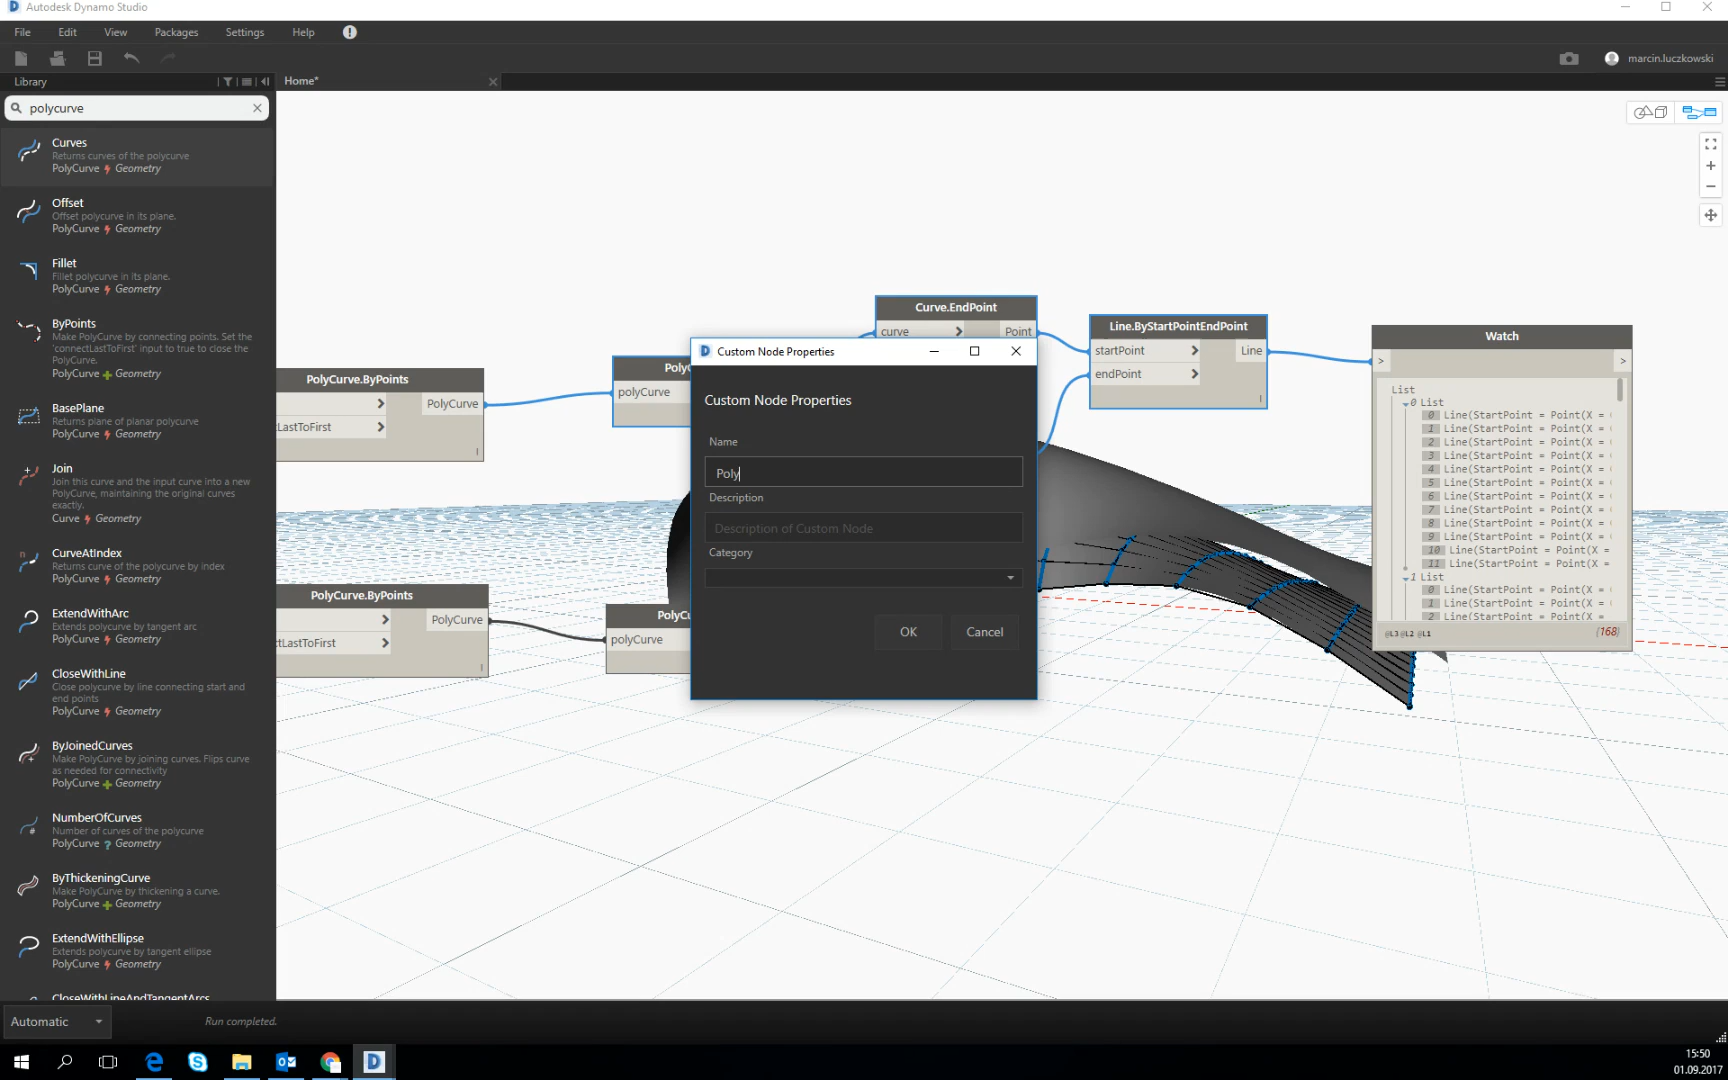 Autodesk Dynamo Studio
File Edit View Packages Settings Help
marcin.luczkowski
Library
Home*
polycurve
Curves
Returns curves of the polycurve
PolyCurve Geometry
Offset
Offset polycurve in its plane.
PolyCurve Geometry
Fillet
Fillet polycurve in its plane.
PolyCurve Geometry
ByPoints
Make PolyCurve by connecting points. Set the
'connectLastToFirst' input to true to close the
PolyCurve.
PolyCurve Geometry
BasePlane
Returns plane of planar polycurve
PolyCurve Geometry
Join
Join this curve and the input curve into a new
PolyCurve, maintaining the original curves
exactly.
Curve Geometry
CurveAtIndex
Returns curve of the polycurve by index
PolyCurve Geometry
ExtendWithArc
Extends polycurve by tangent arc
PolyCurve Geometry
CloseWithLine
Close polycurve by line connecting start and
end points
PolyCurve Geometry
ByJoinedCurves
Make PolyCurve by joining curves. Flips curve
as needed for connectivity
PolyCurve Geometry
NumberOfCurves
Number of curves of the polycurve
PolyCurve ? Geometry
ByThickeningCurve
Make PolyCurve by thickening a curve.
PolyCurve Geometry
ExtendWithEllipse
Extends polycurve by tangent ellipse
PolyCurve Geometry
CloseWithLineAndTangentArcs
PolyCurve.ByPoints
> PolyCurve
tLastToFirst >
PolyCurve.ByPoints
> PolyCurve
ctLastToFirst >
PolyC
polyCurve
PolyCu
polyCurve
Curve.EndPoint
curve > Point
Line.ByStartPointEndPoint
startPoint > Line
endPoint >
Custom Node Properties
Custom Node Properties
Name
Poly
Description
Description of Custom Node
Category
OK Cancel
Watch
> >
List
0 List
0 Line(StartPoint = Point(X =
1 Line(StartPoint = Point(X =
2 Line(StartPoint = Point(X =
3 Line(StartPoint = Point(X =
4 Line(StartPoint = Point(X =
5 Line(StartPoint = Point(X =
6 Line(StartPoint = Point(X =
7 Line(StartPoint = Point(X =
8 Line(StartPoint = Point(X =
9 Line(StartPoint = Point(X =
10 Line(StartPoint = Point(X =
11 Line(StartPoint = Point(X =
1 List
0 Line(StartPoint = Point(X =
1 Line(StartPoint = Point(X =
2 Line(StartPoint = Point(X =
@L3 @L2 @L1 {168}
Automatic
Run completed.
15:50
01.09.2017